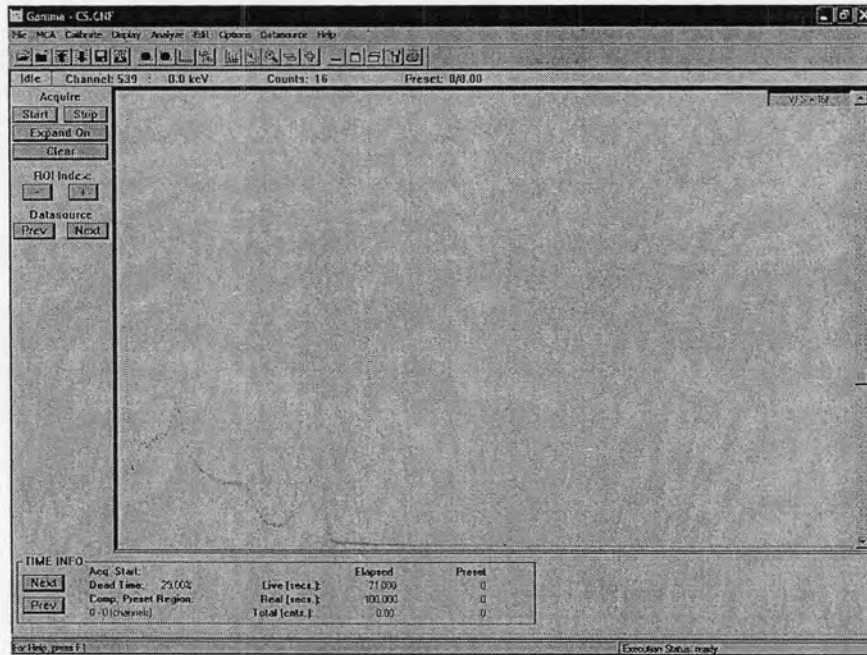 Gamma - CS.CNF
File MCA Calibrate Display Analyze Edit Options Datasource Help
Idle Channel: 539 : 0.0 keV Counts: 16 Preset: 0/0.00
Acquire
Start Stop
Expand On
Clear
ROI Index:
- +
Datasource
Prev Next
VFS = 16K
TIME INFO
Next
Prev
Acq. Start: Elapsed Preset
Dead Time: 29.00% Live (secs.): 71.000 0
Comp. Preset Region: Real (secs.): 100.000 0
0 - 0 (channels) Total (cnts.): 0.00 0
For Help, press F1 Execution Status: ready